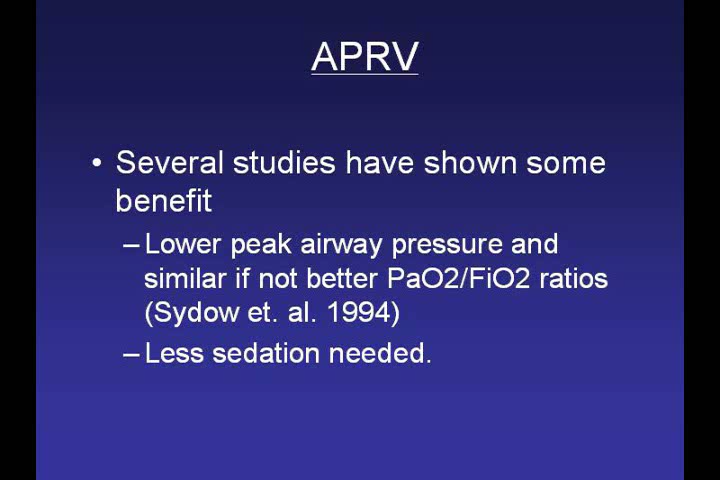 APRV
• Several studies have shown some
benefit
– Lower peak airway pressure and
similar if not better PaO2/FiO2 ratios
(Sydow et. al. 1994)
– Less sedation needed.